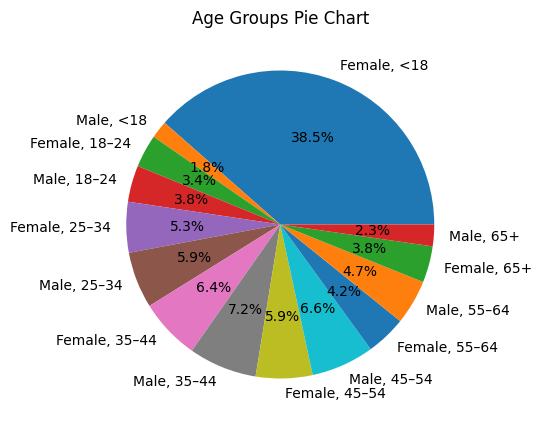 Age Groups Pie Chart
Female, <18
38.5%
Male, <18
1.8%
Female, 18–24
3.4%
Male, 18–24
3.8%
Female, 25–34
5.3%
Male, 25–34
5.9%
Female, 35–44
6.4%
Male, 35–44
7.2%
Female, 45–54
5.9%
Male, 45–54
6.6%
Female, 55–64
4.2%
Male, 55–64
4.7%
Female, 65+
3.8%
Male, 65+
2.3%